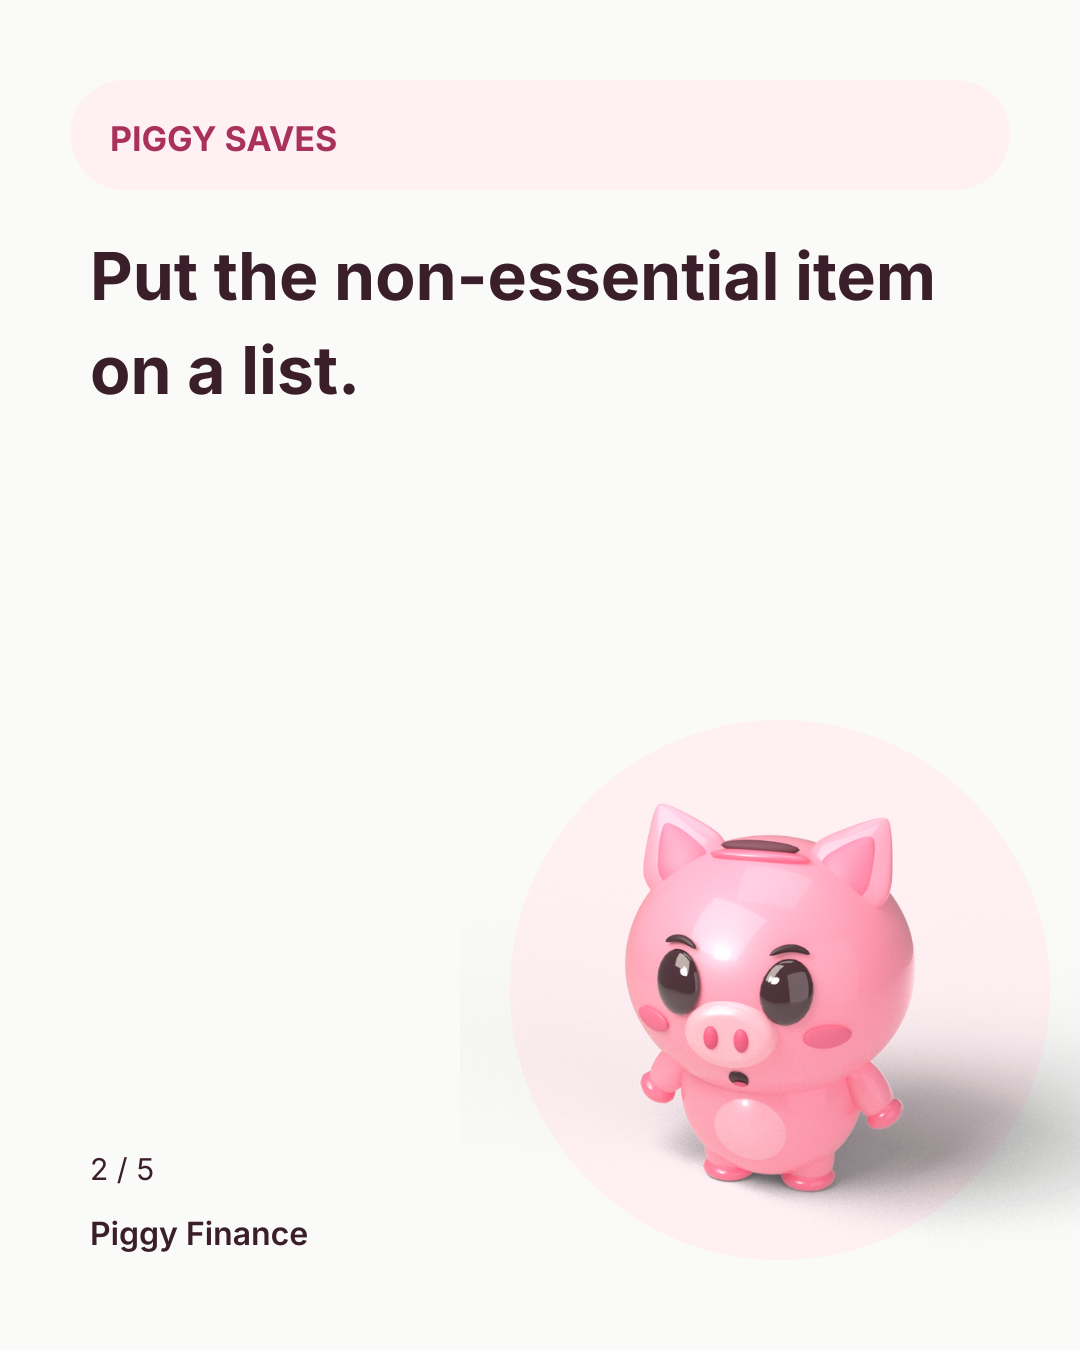 PIGGY SAVES
Put the non-essential item
on a list.
2 / 5
Piggy Finance